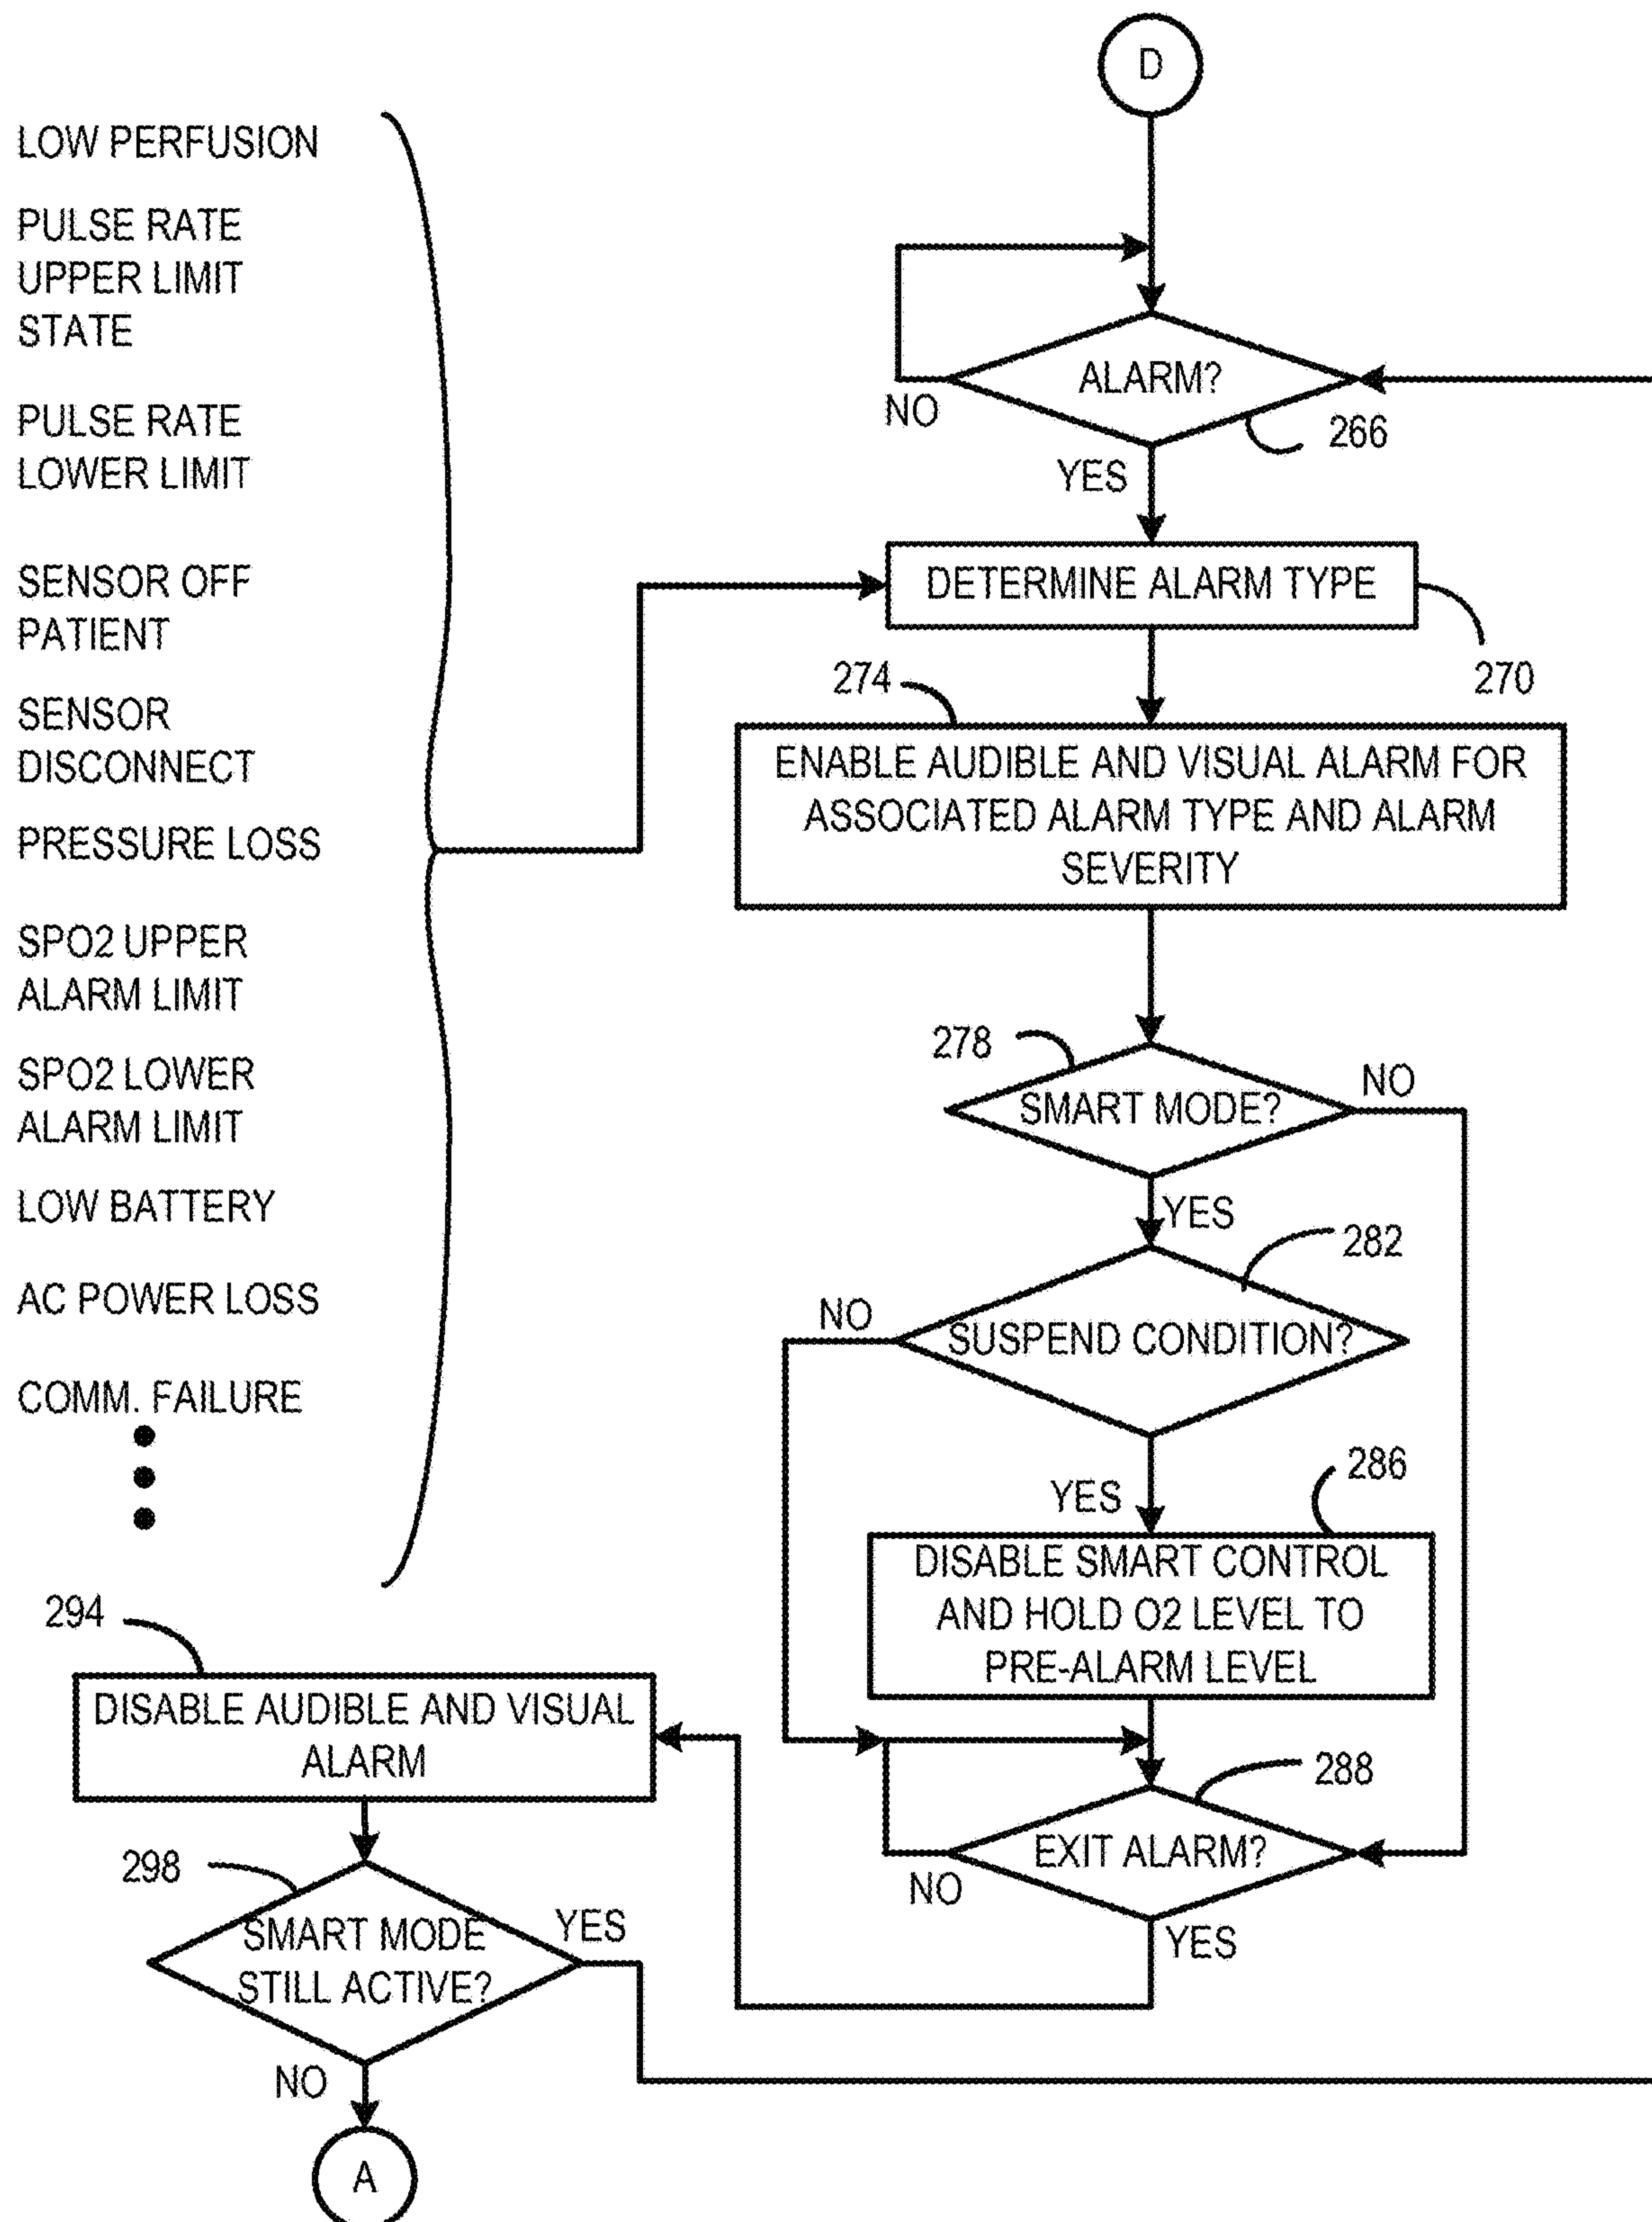 D
LOW PERFUSION
PULSE RATE
UPPER LIMIT
STATE
PULSE RATE
LOWER LIMIT
SENSOR OFF
PATIENT
SENSOR
DISCONNECT
PRESSURE LOSS
SPO2 UPPER
ALARM LIMIT
SPO2 LOWER
ALARM LIMIT
LOW BATTERY
AC POWER LOSS
COMM. FAILURE
ALARM?
NO
266
YES
DETERMINE ALARM TYPE
270
274
ENABLE AUDIBLE AND VISUAL ALARM FOR
ASSOCIATED ALARM TYPE AND ALARM
SEVERITY
278
NO
SMART MODE?
YES
282
NO
SUSPEND CONDITION?
YES
286
DISABLE SMART CONTROL
AND HOLD O2 LEVEL TO
PRE-ALARM LEVEL
288
EXIT ALARM?
NO
YES
294
DISABLE AUDIBLE AND VISUAL
ALARM
298
SMART MODE
STILL ACTIVE?
YES
NO
A